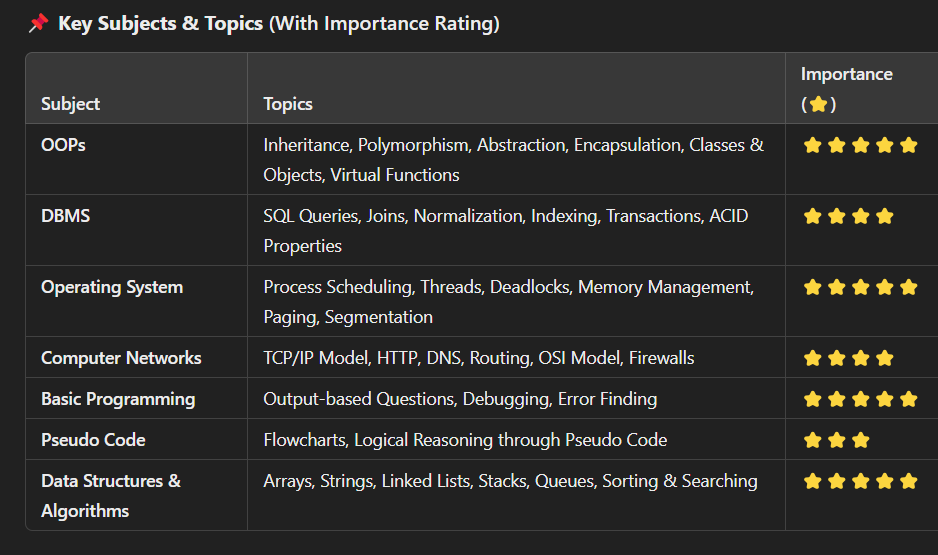 📌 Key Subjects & Topics (With Importance Rating)
Subject
Topics
Importance
(⭐)
OOPs
Inheritance, Polymorphism, Abstraction, Encapsulation, Classes &
Objects, Virtual Functions
⭐⭐⭐⭐⭐
DBMS
SQL Queries, Joins, Normalization, Indexing, Transactions, ACID
Properties
⭐⭐⭐⭐
Operating System
Process Scheduling, Threads, Deadlocks, Memory Management,
Paging, Segmentation
⭐⭐⭐⭐⭐
Computer Networks
TCP/IP Model, HTTP, DNS, Routing, OSI Model, Firewalls
⭐⭐⭐⭐
Basic Programming
Output-based Questions, Debugging, Error Finding
⭐⭐⭐⭐⭐
Pseudo Code
Flowcharts, Logical Reasoning through Pseudo Code
⭐⭐⭐
Data Structures &
Algorithms
Arrays, Strings, Linked Lists, Stacks, Queues, Sorting & Searching
⭐⭐⭐⭐⭐